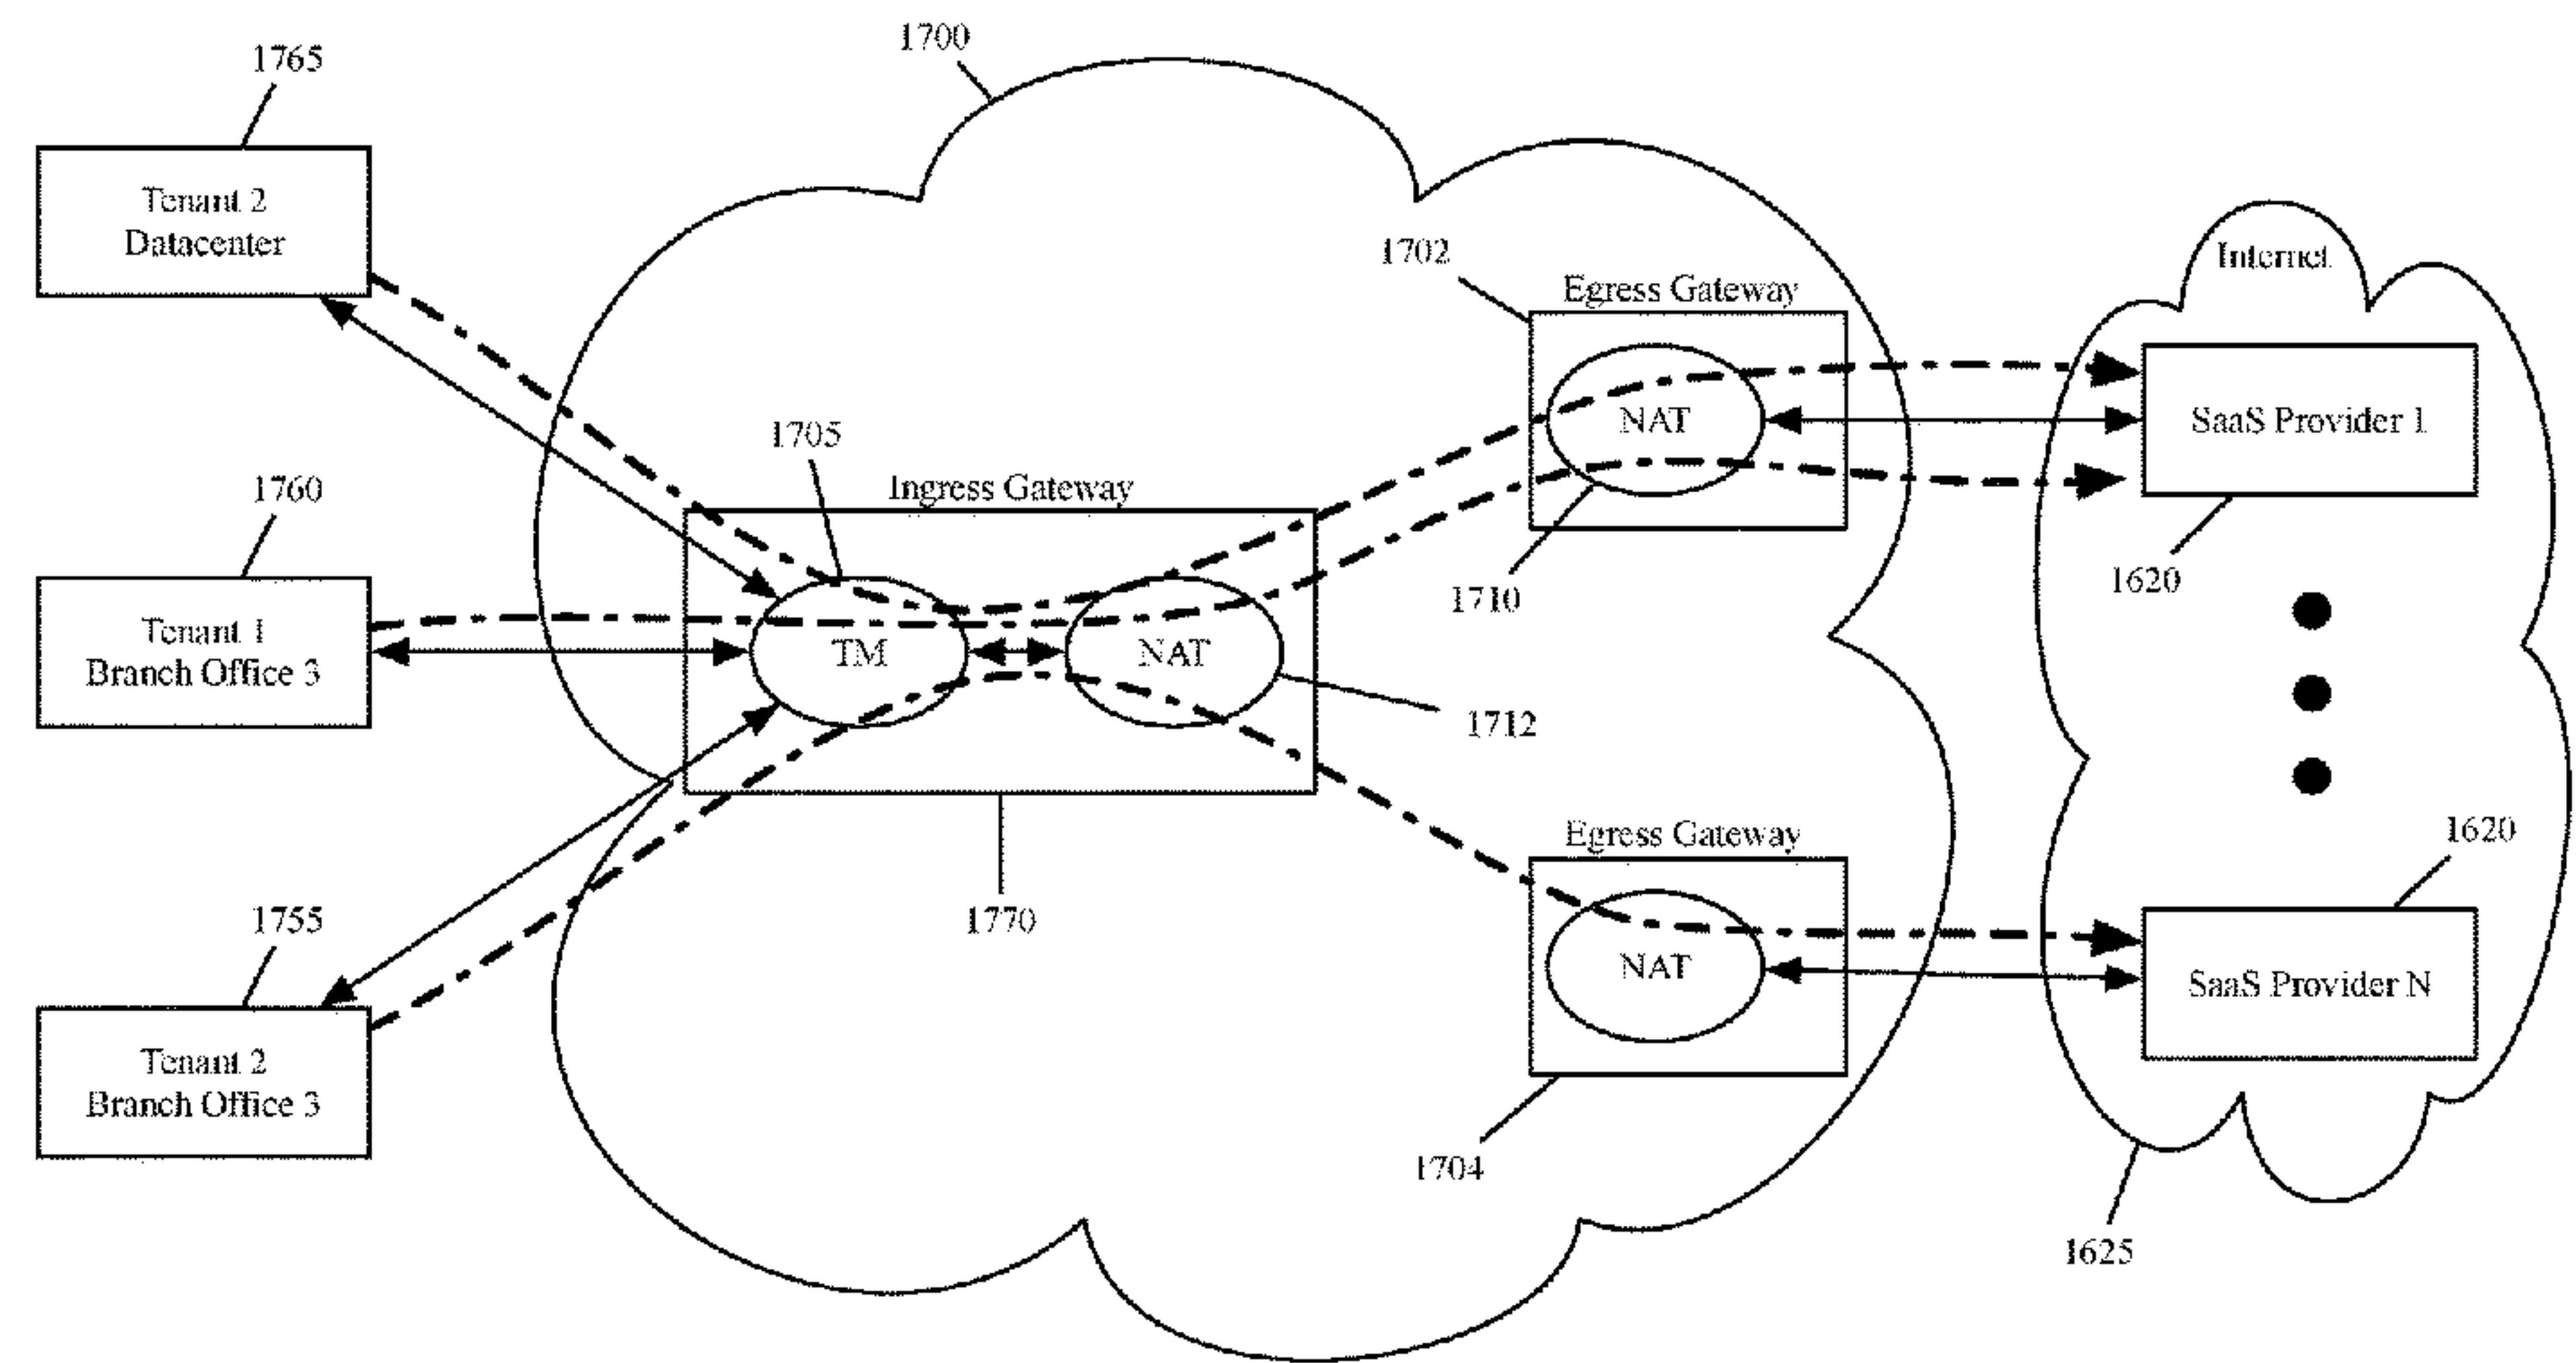 1700
1765
Tenant 2
Datacenter
1702
Internet
Egress Gateway
NAT
SaaS Provider 1
1705
1760
Ingress Gateway
1710
1620
Tenant 1
Branch Office 3
TM
NAT
1712
Egress Gateway
1620
1755
1770
NAT
SaaS Provider N
Tenant 2
Branch Office 3
1704
1625